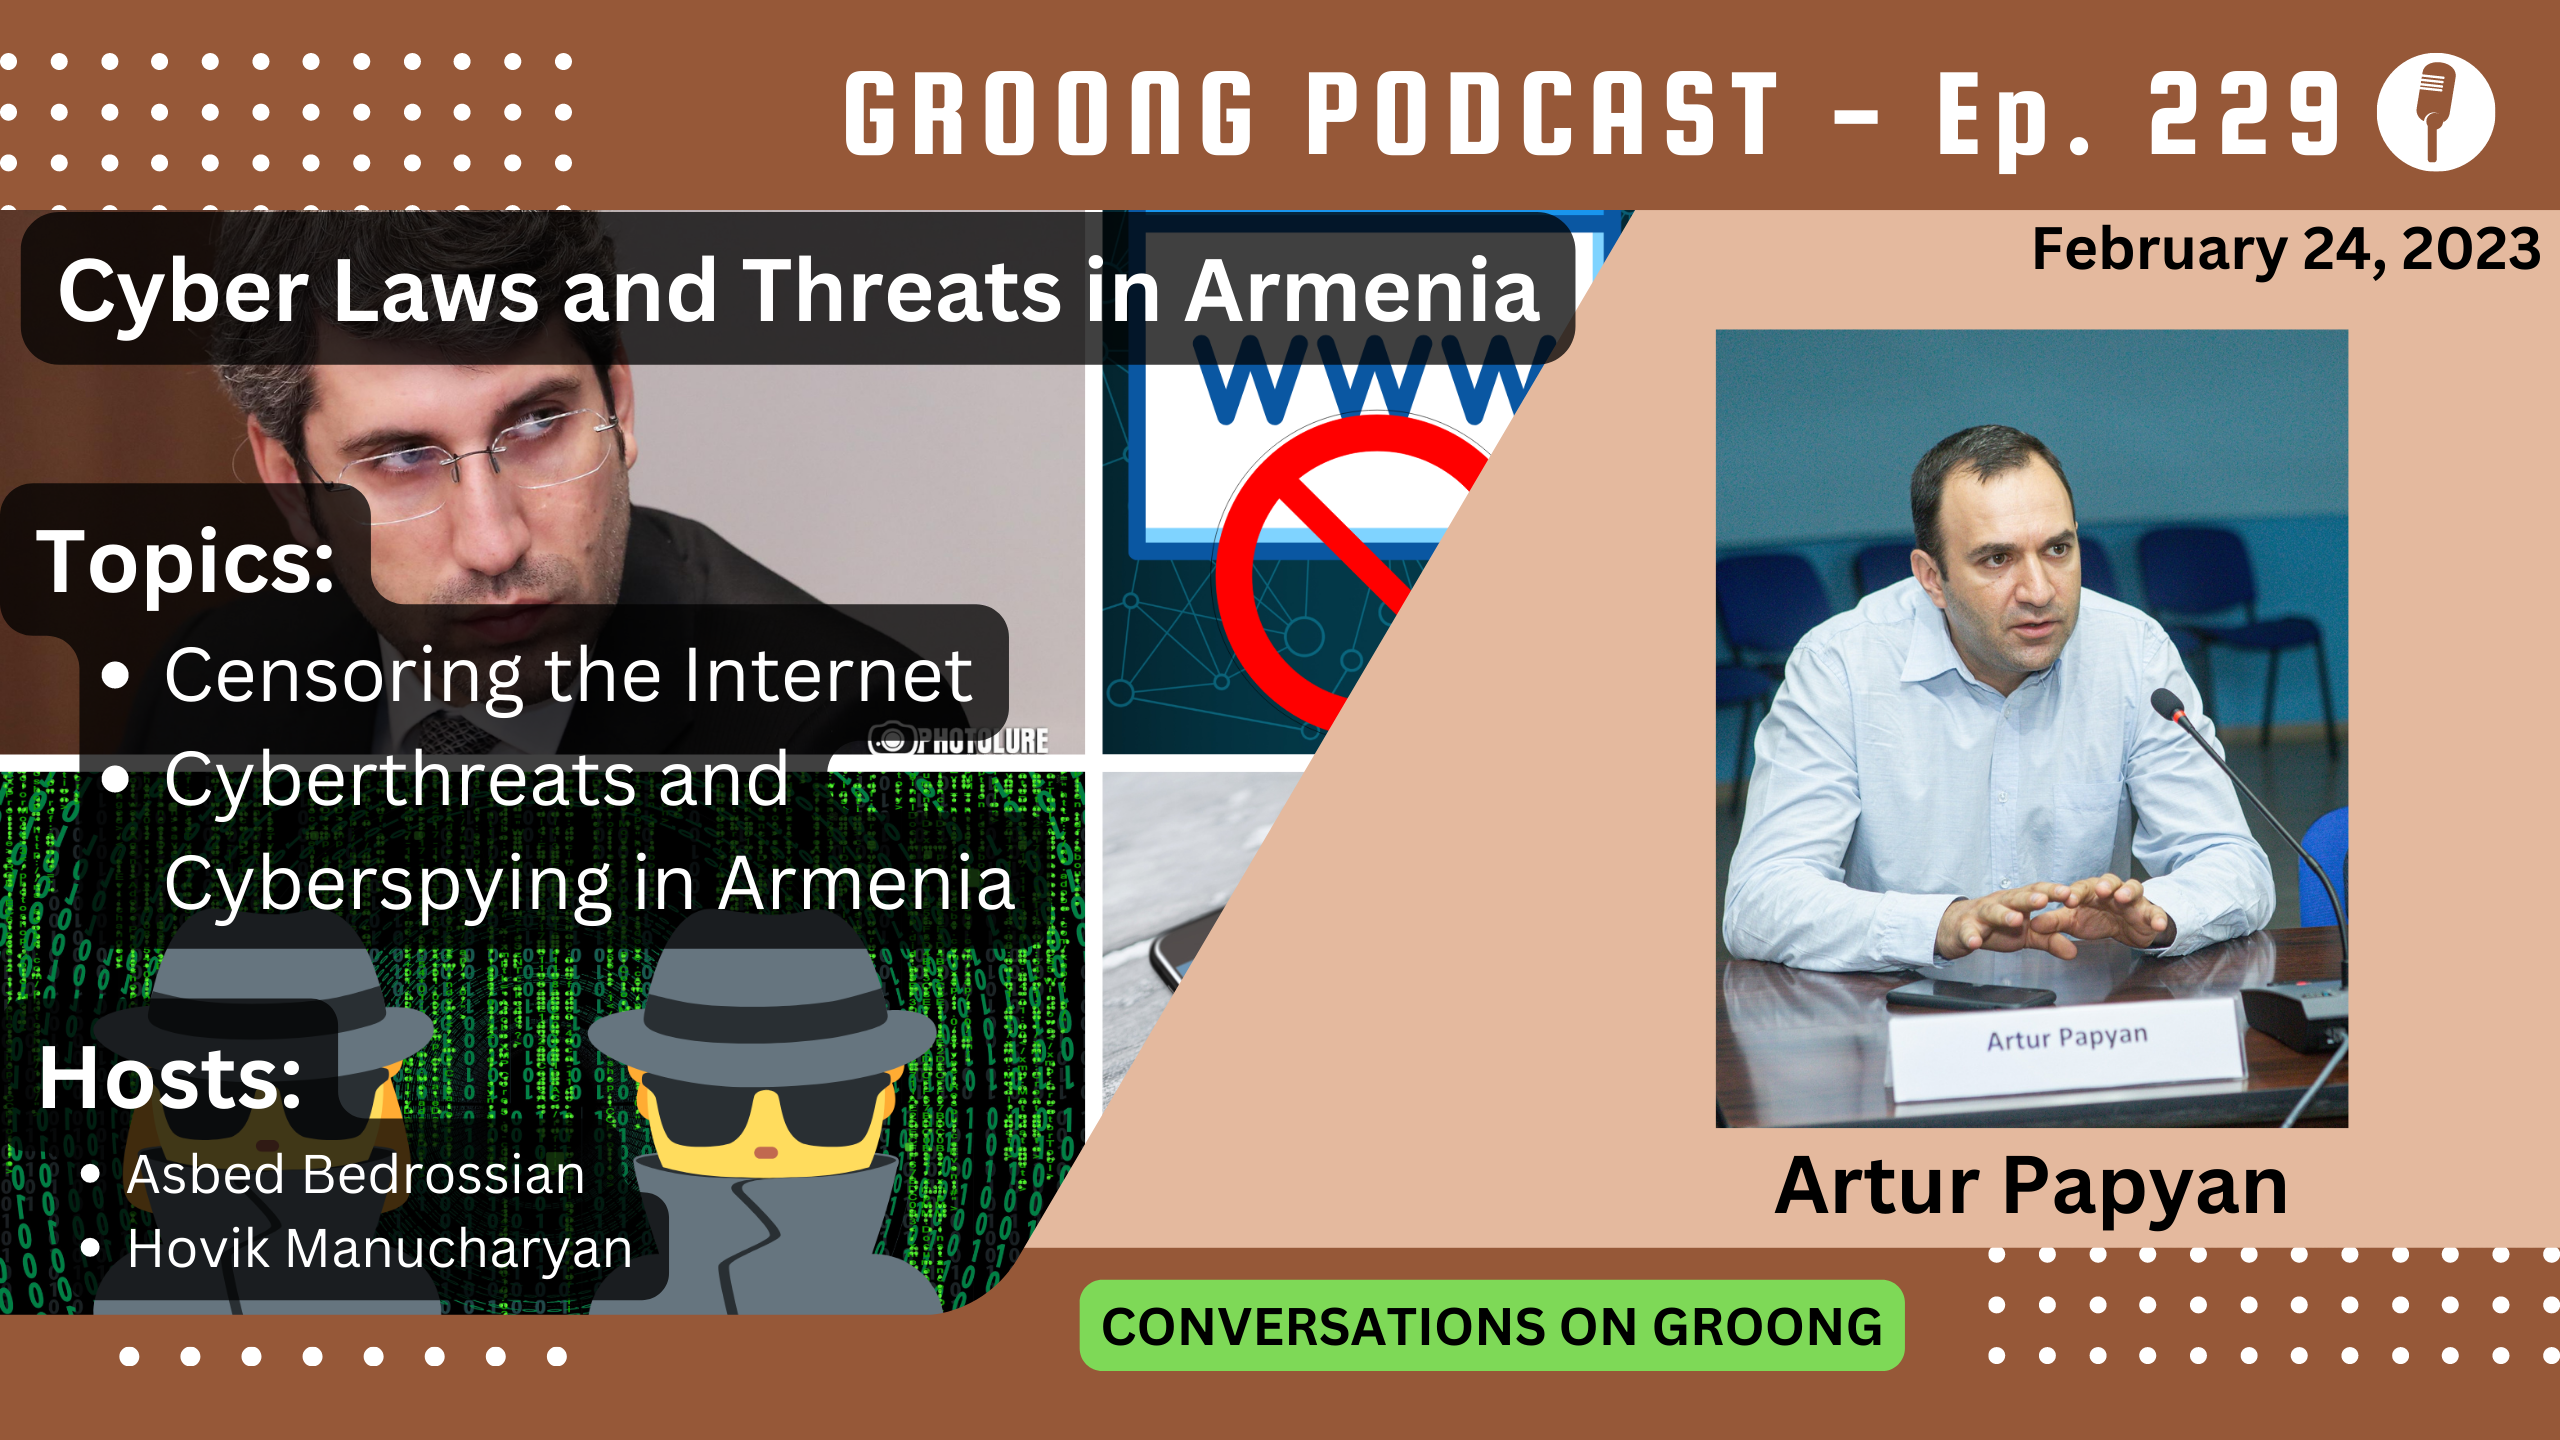 GROONG PODCAST - Ep. 229
February 24, 2023
Cyber Laws and Threats in Armenia
WWW
Topics:
• Censoring the Internet
• Cyberthreats and
Cyberspying in Armenia
PHOTOLURE
Hosts:
• Asbed Bedrossian
• Hovik Manucharyan
Artur Papyan
Artur Papyan
CONVERSATIONS ON GROONG